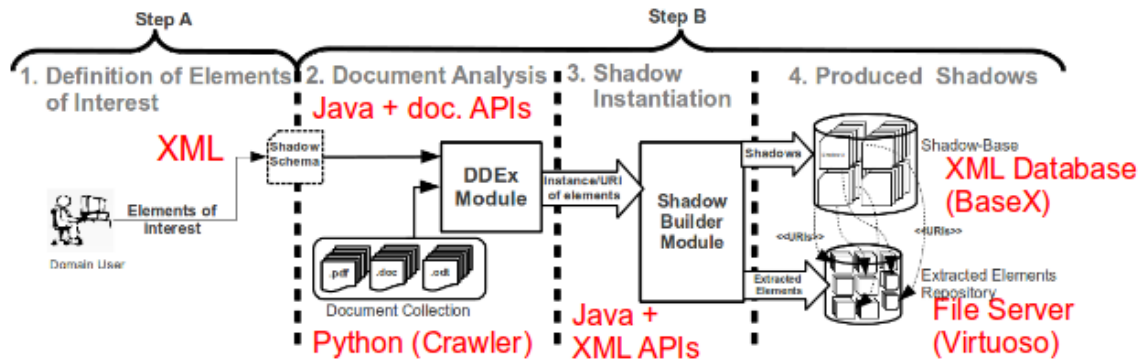 Step A
Step B
1. Definition of Elements
of Interest
2. Document Analysis
3. Shadow
Instantiation
4. Produced Shadows
Java + doc. APIs
XML
Shadow
Schema
DDEx
Module
Instance/URI
of elements
Shadow
Builder
Module
Shadows
Shadow-Base
XML Database
(BaseX)
Elements of
Interest
Domain User
.pdf
.doc
.odt
Document Collection
Python (Crawler)
Java +
XML APIs
<<URIs>>
<<URIs>>
Extracted
Elements
Extracted Elements
Repository
File Server
(Virtuoso)